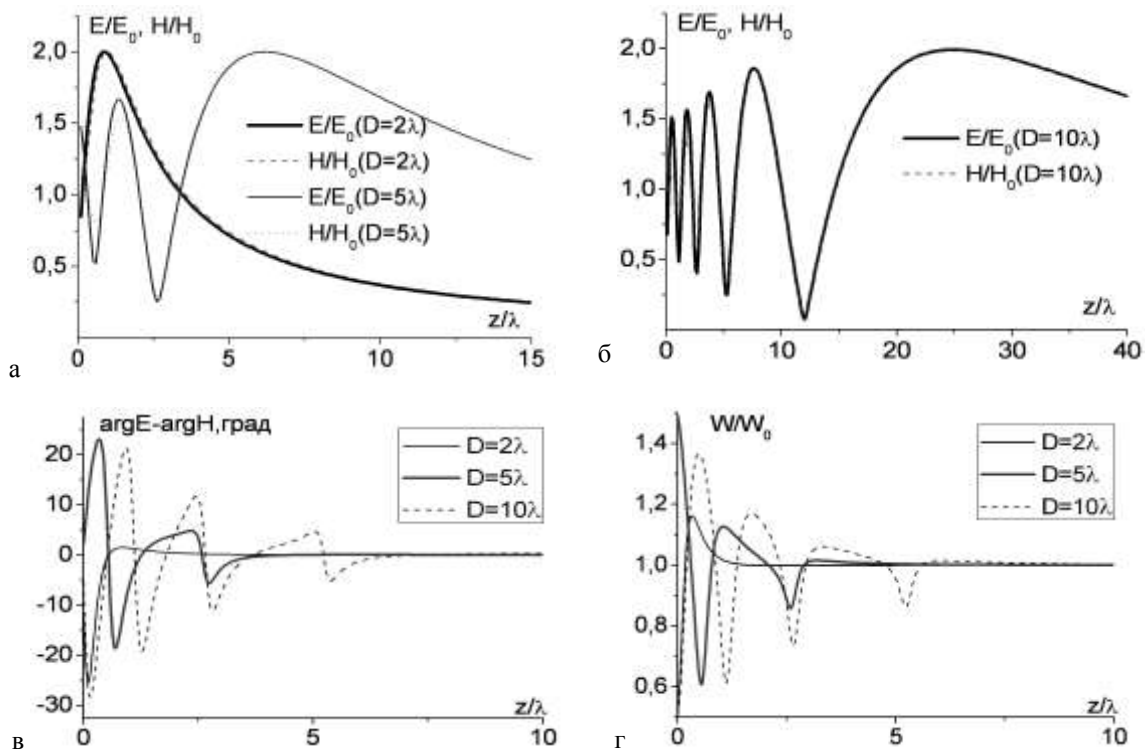 E/E₀, H/H₀
2,0
1,5
1,0
0,5
E/E₀(D=2λ)
H/H₀(D=2λ)
E/E₀(D=5λ)
H/H₀(D=5λ)
z/λ
0 5 10 15
а
E/E₀, H/H₀
2,0
1,5
1,0
0,5
E/E₀(D=10λ)
H/H₀(D=10λ)
z/λ
0 10 20 30 40
б
argE-argH,град
20
10
0
-10
-20
-30
D=2λ
D=5λ
D=10λ
z/λ
0,0 2,5 5 10
в
W/W₀
1,4
1,2
1,0
0,8
0,6
D=2λ
D=5λ
D=10λ
z/λ
0 5 10
г